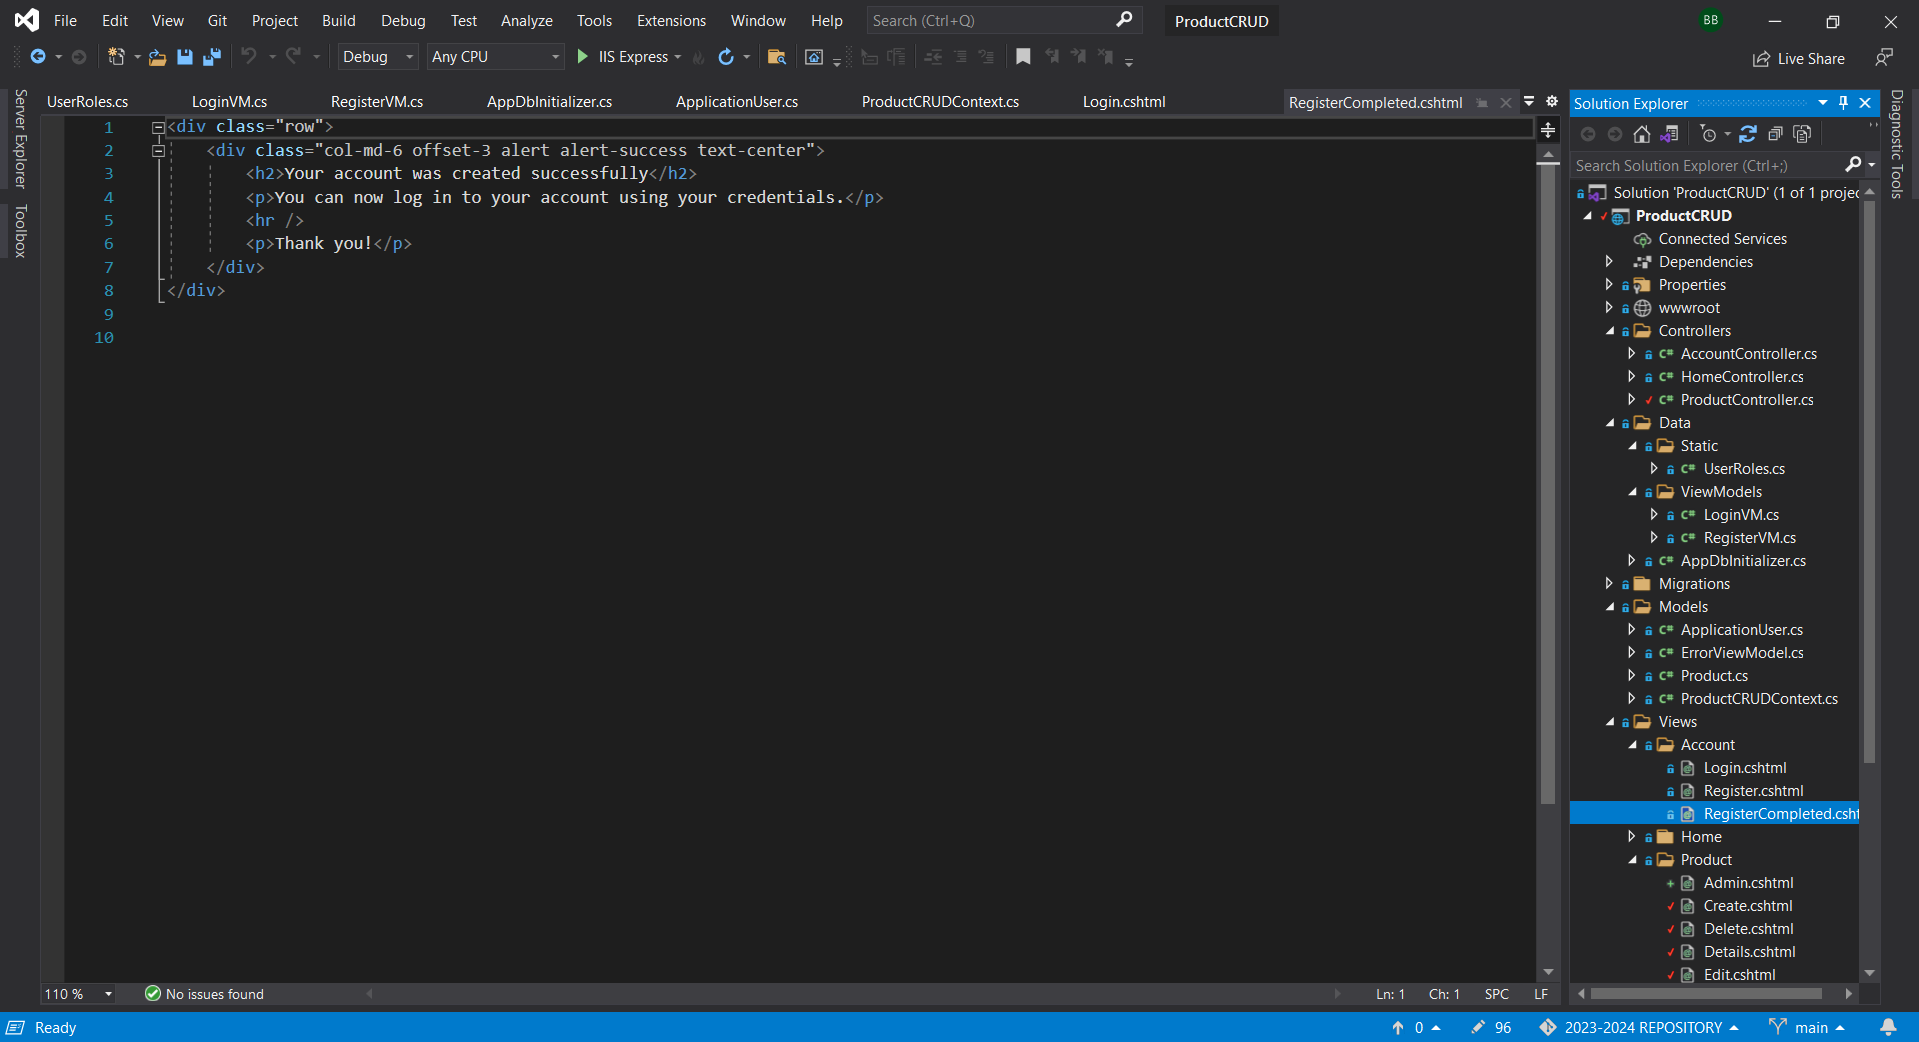 File Edit View Git Project Build Debug Test Analyze Tools Extensions Window Help Search (Ctrl+Q) ProductCRUD BB
Debug Any CPU IIS Express Live Share
Server Explorer
Toolbox
UserRoles.cs LoginVM.cs RegisterVM.cs AppDbInitializer.cs ApplicationUser.cs ProductCRUDContext.cs Login.cshtml RegisterCompleted.cshtml
1 <div class="row">
2 <div class="col-md-6 offset-3 alert alert-success text-center">
3 <h2>Your account was created successfully</h2>
4 <p>You can now log in to your account using your credentials.</p>
5 <hr />
6 <p>Thank you!</p>
7 </div>
8 </div>
9
10
110 % No issues found Ln: 1 Ch: 1 SPC LF
Solution Explorer
Search Solution Explorer (Ctrl+;)
Solution 'ProductCRUD' (1 of 1 projec
ProductCRUD
Connected Services
Dependencies
Properties
wwwroot
Controllers
C# AccountController.cs
C# HomeController.cs
C# ProductController.cs
Data
Static
C# UserRoles.cs
ViewModels
C# LoginVM.cs
C# RegisterVM.cs
C# AppDbInitializer.cs
Migrations
Models
C# ApplicationUser.cs
C# ErrorViewModel.cs
C# Product.cs
C# ProductCRUDContext.cs
Views
Account
Login.cshtml
Register.cshtml
RegisterCompleted.csht
Home
Product
Admin.cshtml
Create.cshtml
Delete.cshtml
Details.cshtml
Edit.cshtml
Diagnostic Tools
Ready 0 96 2023-2024 REPOSITORY main